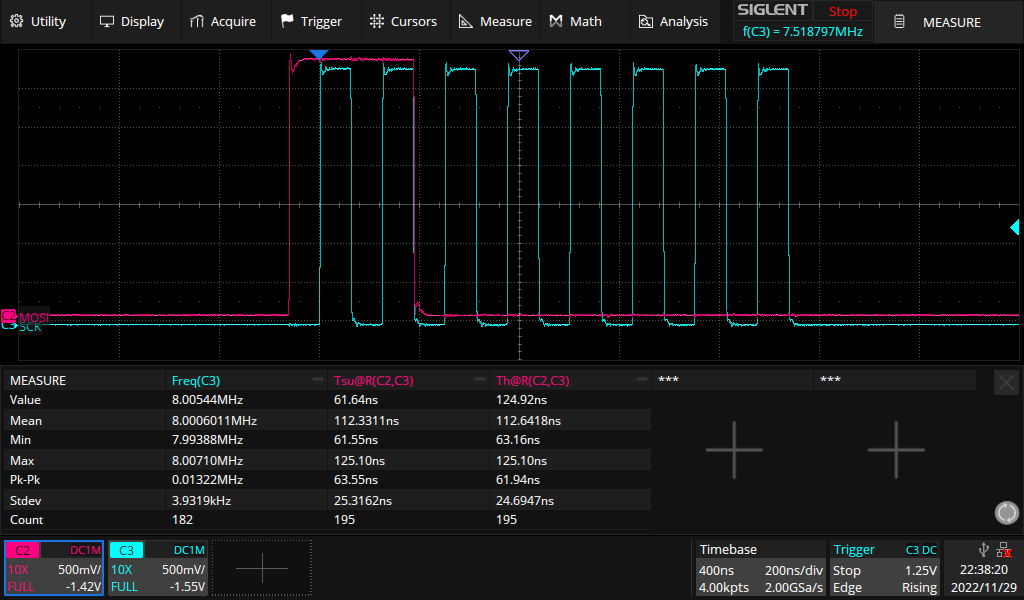 Utility Display Acquire Trigger Cursors Measure Math Analysis SIGLENT Stop MEASURE
f(C3) = 7.518797MHz
C2 MOSI
C3 SCK
MEASURE Freq(C3) Tsu@R(C2,C3) Th@R(C2,C3) *** ***
Value 8.00544MHz 61.64ns 124.92ns
Mean 8.0006011MHz 112.3311ns 112.6418ns
Min 7.99388MHz 61.55ns 63.16ns
Max 8.00710MHz 125.10ns 125.10ns
Pk-Pk 0.01322MHz 63.55ns 61.94ns
Stdev 3.9319kHz 25.3162ns 24.6947ns
Count 182 195 195
C2 DC1M C3 DC1M Timebase Trigger C3 DC
10X 500mV/ 10X 500mV/ 400ns 200ns/div Stop 1.25V 22:38:20
FULL -1.42V FULL -1.55V 4.00kpts 2.00GSa/s Edge Rising 2022/11/29